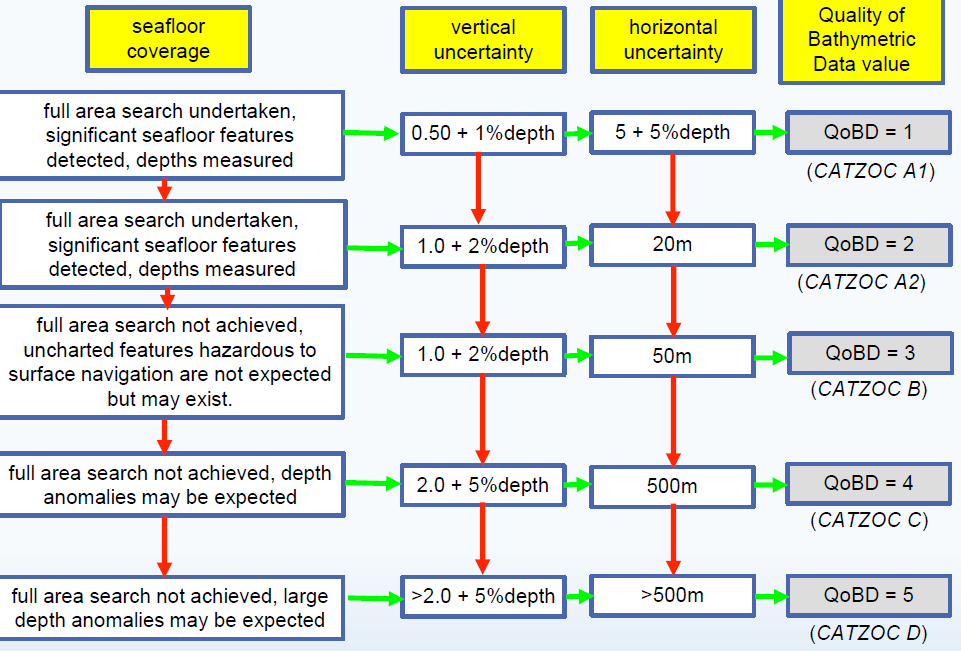 seafloor
coverage
vertical
uncertainty
horizontal
uncertainty
Quality of
Bathymetric
Data value
full area search undertaken,
significant seafloor features
detected, depths measured
0.50 + 1%depth
5 + 5%depth
QoBD = 1
(CATZOC A1)
full area search undertaken,
significant seafloor features
detected, depths measured
1.0 + 2%depth
20m
QoBD = 2
(CATZOC A2)
full area search not achieved,
uncharted features hazardous to
surface navigation are not expected
but may exist.
1.0 + 2%depth
50m
QoBD = 3
(CATZOC B)
full area search not achieved, depth
anomalies may be expected
2.0 + 5%depth
500m
QoBD = 4
(CATZOC C)
full area search not achieved, large
depth anomalies may be expected
>2.0 + 5%depth
>500m
QoBD = 5
(CATZOC D)